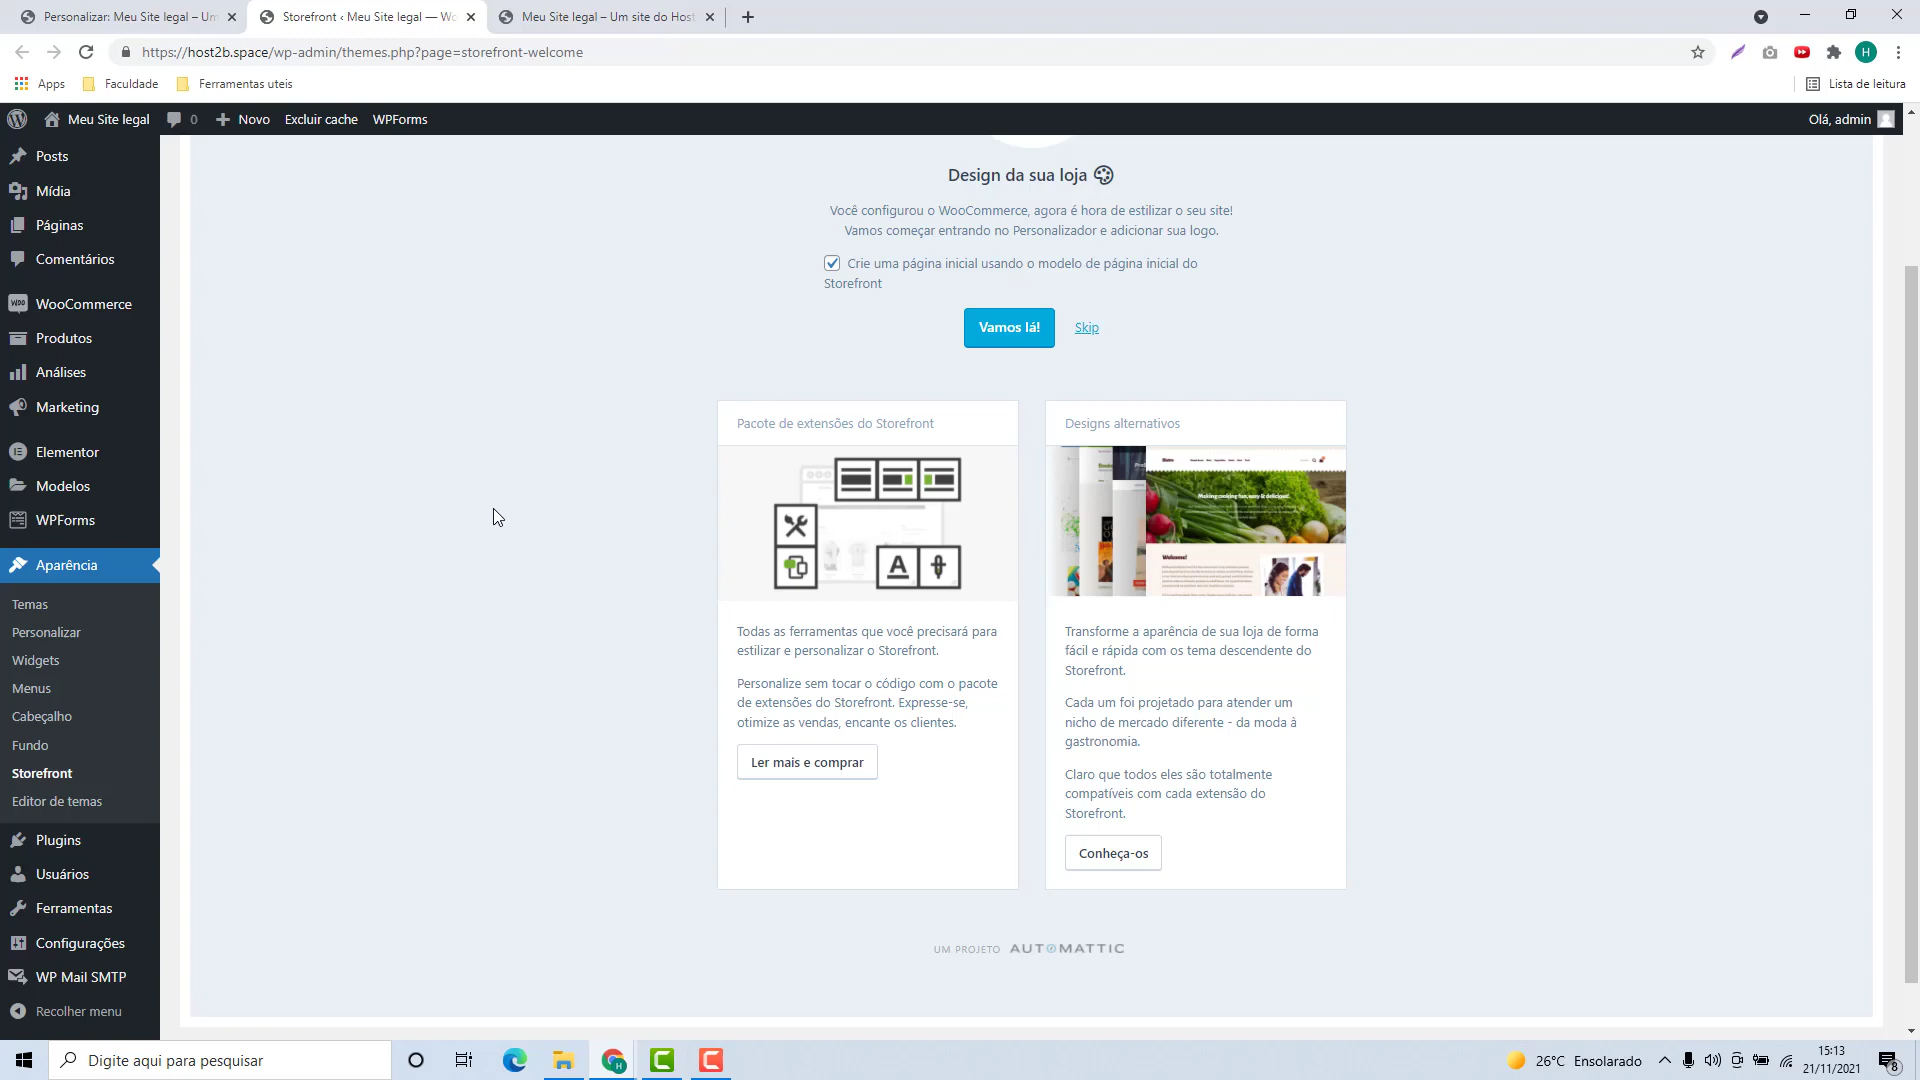 Personalizar: Meu Site legal – Um
Storefront ‹ Meu Site legal — Wo
Meu Site legal – Um site do Host
https://host2b.space/wp-admin/themes.php?page=storefront-welcome
H
Apps
Faculdade
Ferramentas uteis
Lista de leitura
Meu Site legal
0
Novo
Excluir cache
WPForms
Olá, admin
Posts
Mídia
Páginas
Comentários
WooCommerce
Produtos
Análises
Marketing
Elementor
Modelos
WPForms
Aparência
Temas
Personalizar
Widgets
Menus
Cabeçalho
Fundo
Storefront
Editor de temas
Plugins
Usuários
Ferramentas
Configurações
WP Mail SMTP
Recolher menu
Design da sua loja
Você configurou o WooCommerce, agora é hora de estilizar o seu site!
Vamos começar entrando no Personalizador e adicionar sua logo.
Crie uma página inicial usando o modelo de página inicial do
Storefront
Vamos lá!
Skip
Pacote de extensões do Storefront
A
Todas as ferramentas que você precisará para
estilizar e personalizar o Storefront.
Personalize sem tocar o código com o pacote
de extensões do Storefront. Expresse-se,
otimize as vendas, encante os clientes.
Ler mais e comprar
Designs alternativos
Making cooking fun, easy & delicious!
Welcome!
Transforme a aparência de sua loja de forma
fácil e rápida com os tema descendente do
Storefront.
Cada um foi projetado para atender um
nicho de mercado diferente - da moda à
gastronomia.
Claro que todos eles são totalmente
compatíveis com cada extensão do
Storefront.
Conheça-os
UM PROJETO AUTOMATTIC
Digite aqui para pesquisar
26°C Ensolarado
15:13
21/11/2021
8